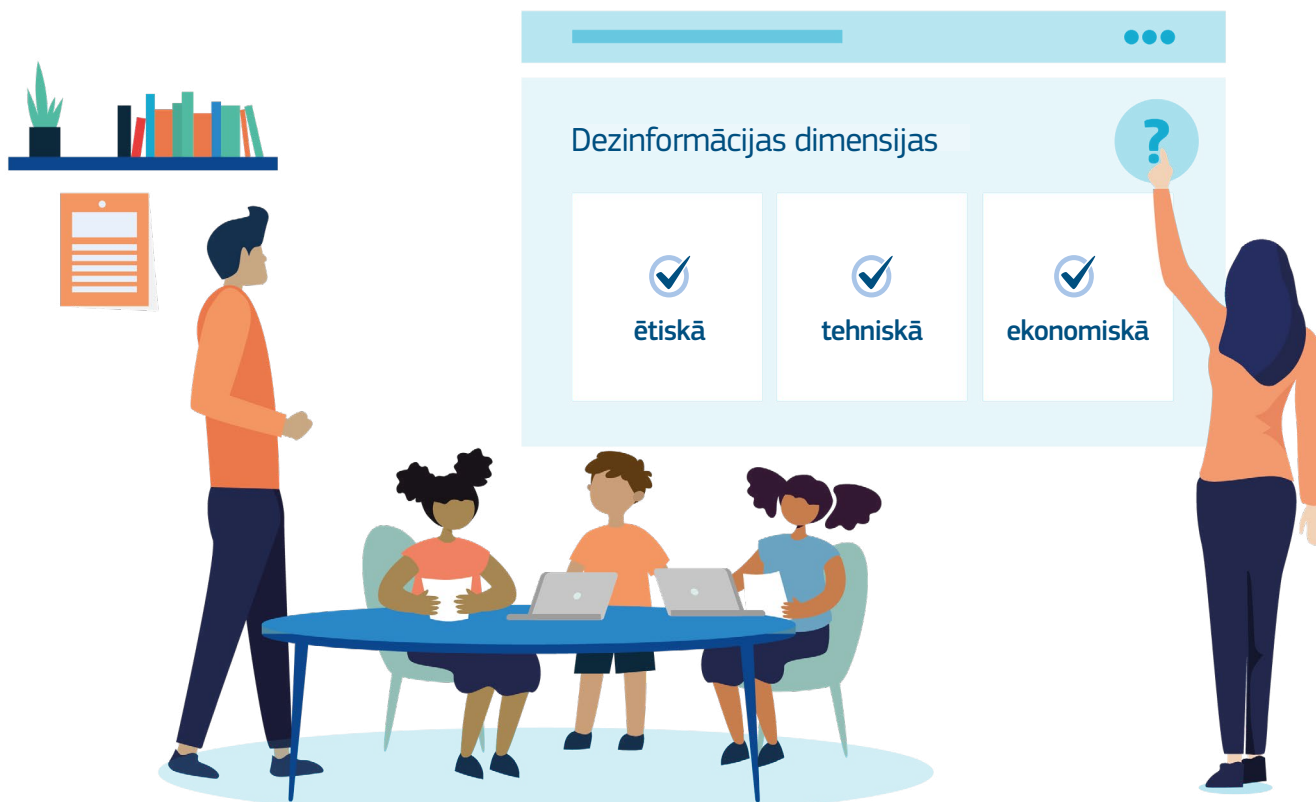 Dezinformācijas dimensijas
?
ētiskā
tehniskā
ekonomiskā